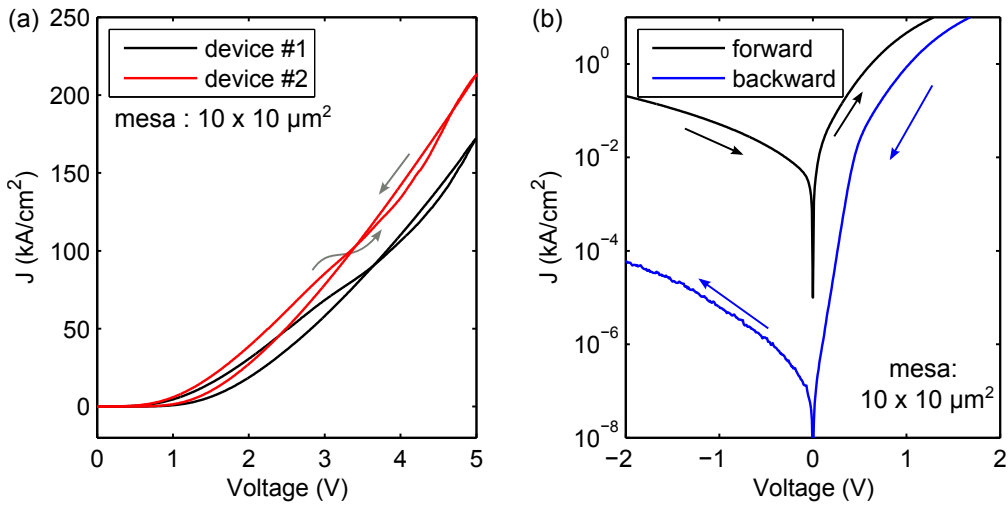 (a)
device #1
device #2
mesa : 10 x 10 µm²
250
200
150
100
50
0
J (kA/cm²)
0 1 2 3 4 5
Voltage (V)
(b)
forward
backward
mesa:
10 x 10 µm²
10⁰
10⁻²
10⁻⁴
10⁻⁶
10⁻⁸
J (kA/cm²)
−2 −1 0 1 2
Voltage (V)